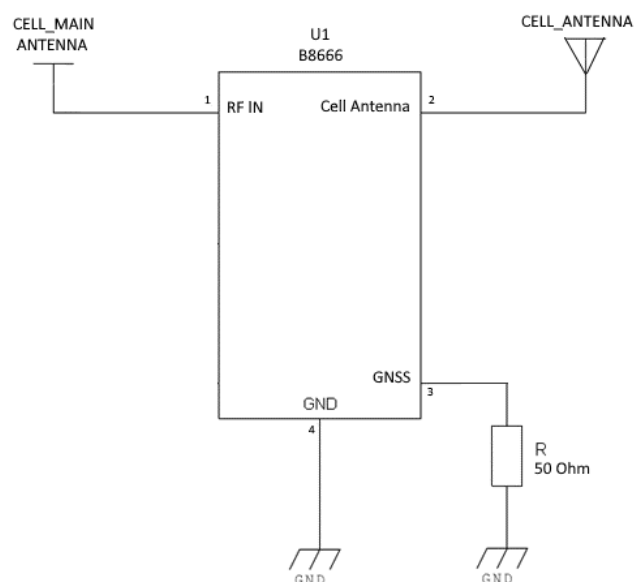 CELL_MAIN
ANTENNA
U1
B8666
CELL_ANTENNA
1
RF IN
Cell Antenna
2
GNSS
3
GND
4
R
50 Ohm
GND
GND